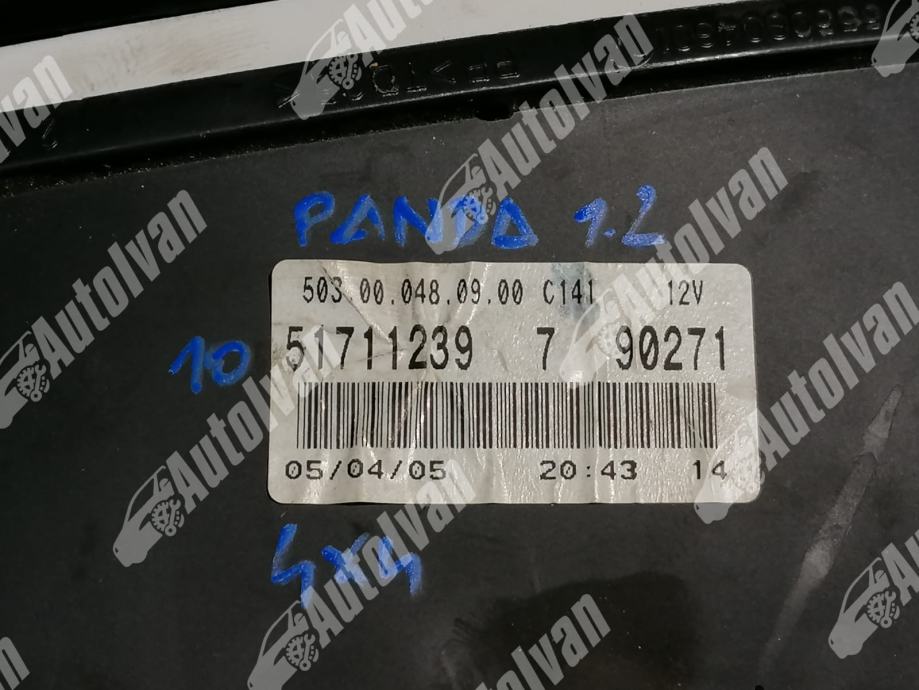 AutoIvan
PANDA 1.2
503.00.048.09.00 C141 12V
10
51711239 7 90271
05/04/05 20:43 14
4x4